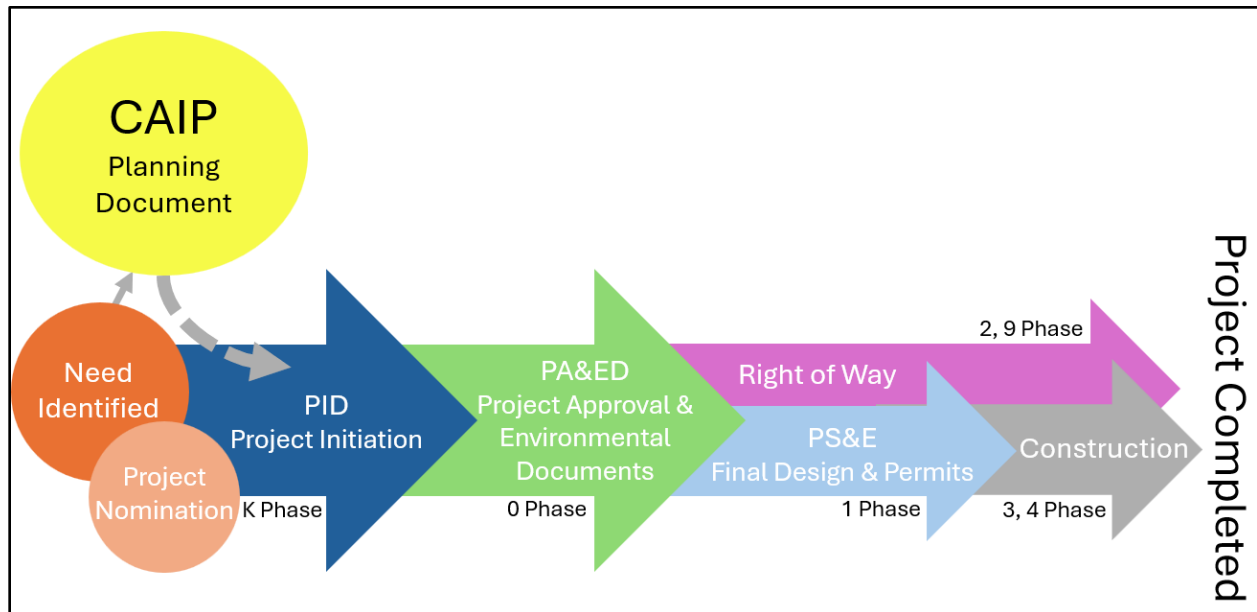 CAIP
Planning
Document
Need
Identified
Project
Nomination
PID
Project Initiation
K Phase
PA&ED
Project Approval &
Environmental
Documents
0 Phase
Right of Way
2, 9 Phase
PS&E
Final Design & Permits
1 Phase
Construction
3, 4 Phase
Project Completed